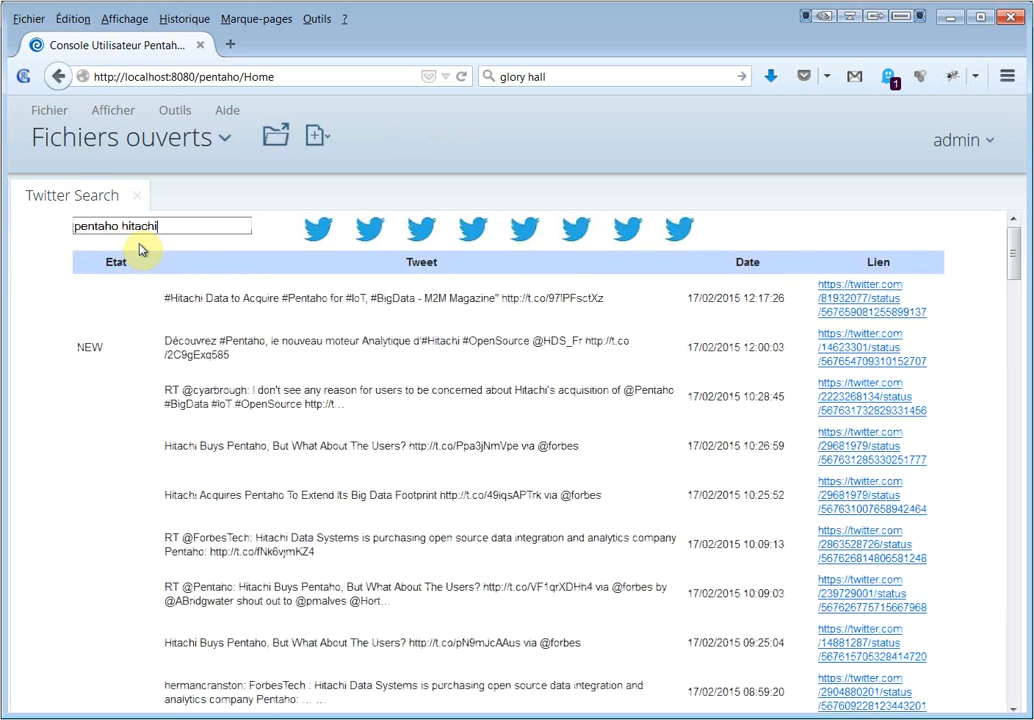 Fichier Édition Affichage Historique Marque-pages Outils ?
Console Utilisateur Pentah... × +
http://localhost:8080/pentaho/Home
glory hall
1
Fichier Afficher Outils Aide
Fichiers ouverts
admin
Twitter Search ×
pentaho hitachi
Etat Tweet Date Lien
#Hitachi Data to Acquire #Pentaho for #IoT, #BigData - M2M Magazine" http://t.co/97lPFsctXz 17/02/2015 12:17:26
https://twitter.com
/81932077/status
/567659081255899137
NEW
Découvrez #Pentaho, le nouveau moteur Analytique d'#Hitachi #OpenSource @HDS_Fr http://t.co
/2C9gExq585
17/02/2015 12:00:03
https://twitter.com
/14623301/status
/567654709310152707
RT @cyarbrough: I don't see any reason for users to be concerned about Hitachi's acquisition of @Pentaho
#BigData #IoT #OpenSource http://t...
17/02/2015 10:28:45
https://twitter.com
/2223268134/status
/567631732829331456
Hitachi Buys Pentaho, But What About The Users? http://t.co/Ppa3jNmVpe via @forbes 17/02/2015 10:26:59
https://twitter.com
/29681979/status
/567631285330251777
Hitachi Acquires Pentaho To Extend Its Big Data Footprint http://t.co/49iqsAPTrk via @forbes 17/02/2015 10:25:52
https://twitter.com
/29681979/status
/567631007658942464
RT @ForbesTech: Hitachi Data Systems is purchasing open source data integration and analytics company
Pentaho: http://t.co/fNk6vjmKZ4
17/02/2015 10:09:13
https://twitter.com
/2863528726/status
/567626814806581248
RT @Pentaho: Hitachi Buys Pentaho, But What About The Users? http://t.co/VF1qrXDHh4 via @forbes by
@ABridgwater shout out to @pmalves @Hort...
17/02/2015 10:09:03
https://twitter.com
/239729001/status
/567626775715667968
Hitachi Buys Pentaho, But What About The Users? http://t.co/pN9mJcAAus via @forbes 17/02/2015 09:25:04
https://twitter.com
/14881287/status
/567615705328414720
hermancranston: ForbesTech : Hitachi Data Systems is purchasing open source data integration and
analytics company Pentaho: ... ...
17/02/2015 08:59:20
https://twitter.com
/2904880201/status
/567609228123443201